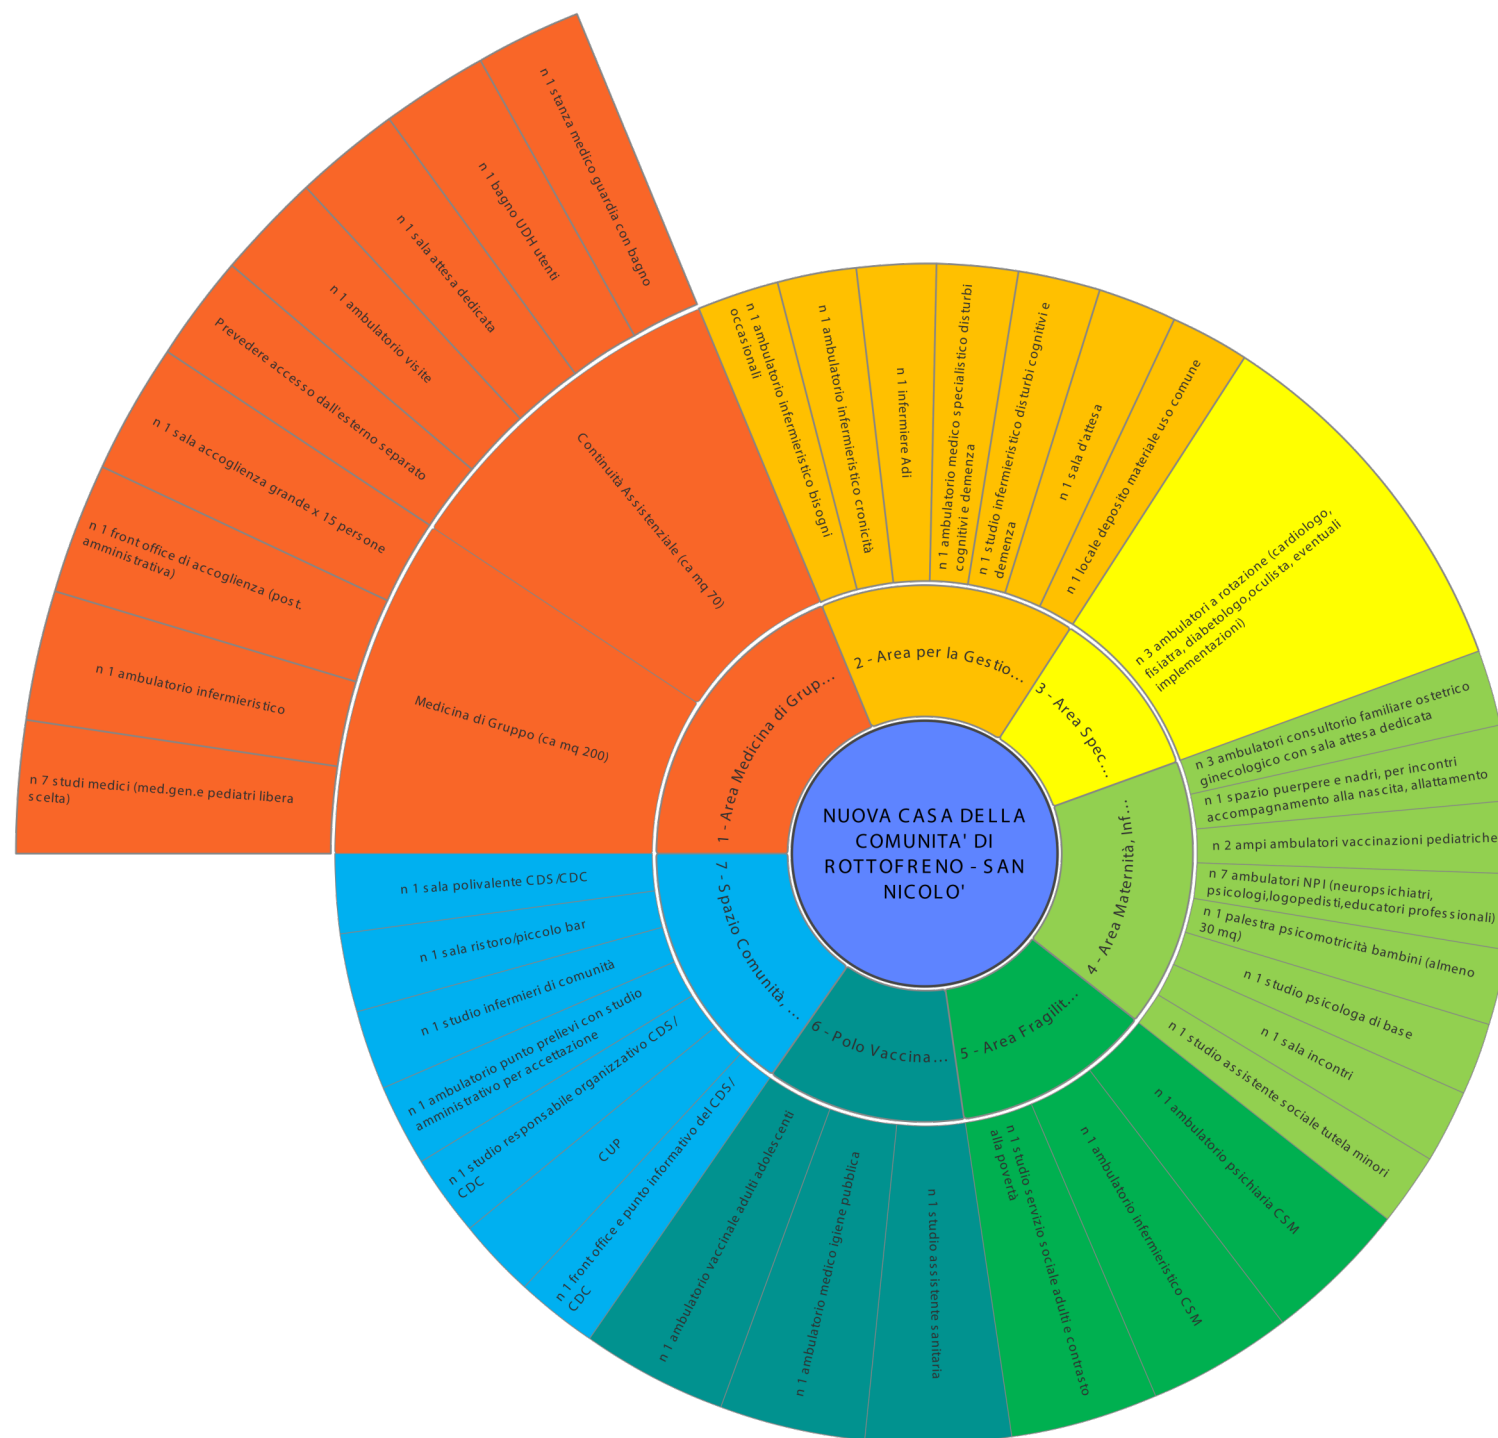 NUOVA CASA DELLA
COMUNITA' DI
ROTTOFRENO - SAN
NICOLO'
1 - Area Medicina di Grup...
Medicina di Gruppo (ca mq 200)
n 7 studi medici (med.gen.e pediatri libera
scelta)
n 1 ambulatorio infermieristico
n 1 front office di accoglienza (post.
amministrativa)
n 1 sala accoglienza grande x 15 persone
Continuità Assistenziale (ca mq 70)
Prevedere accesso dall'esterno separato
n 1 ambulatorio visite
n 1 sala attesa dedicata
n 1 bagno UDH utenti
n 1 stanza medico guardia con bagno
2 - Area per la Gestio...
n 1 ambulatorio infermieristico bisogni
occasionali
n 1 ambulatorio infermieristico cronicità
n 1 infermiere Adi
n 1 ambulatorio medico specialistico disturbi
cognitivi e demenza
n 1 studio infermieristico disturbi cognitivi e
demenza
n 1 sala d'attesa
n 1 locale deposito materiale uso comune
3 - Area Spec...
n 3 ambulatori a rotazione (cardiologo,
fisiatra, diabetologo,oculista, eventuali
implementazioni)
4 - Area Maternità, Inf...
n 3 ambulatori consultorio familiare ostetrico
ginecologico con sala attesa dedicata
n 1 spazio puerpere e nadri, per incontri
accompagnamento alla nascita, allattamento
n 2 ampi ambulatori vaccinazioni pediatriche
n 7 ambulatori NPI (neuropsichiatri,
psicologi,logopedisti,educatori professionali)
n 1 palestra psicomotricità bambini (almeno
30 mq)
n 1 studio psicologa di base
n 1 sala incontri
n 1 studio assistente sociale tutela minori
5 - Area Fragilit...
n 1 ambulatorio psichiaria CSM
n 1 ambulatorio infermieristico CSM
n 1 studio servizio sociale adulti e contrasto
alla povertà
6 - Polo Vaccina...
n 1 studio assistente sanitaria
n 1 ambulatorio medico igiene pubblica
n 1 ambulatorio vaccinale adulti adolescenti
7 - Spazio Comunità, ...
n 1 front office e punto informativo del CDS/
CDC
CUP
n 1 studio responsabile organizzativo CDS/
CDC
n 1 ambulatorio punto prelievi con studio
amministrativo per accettazione
n 1 studio infermieri di comunità
n 1 sala ristoro/piccolo bar
n 1 sala polivalente CDS/CDC